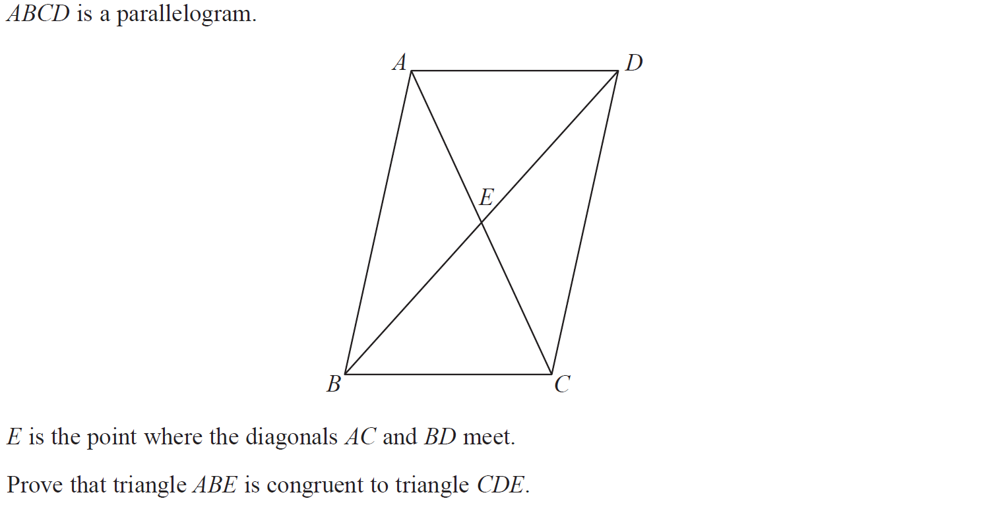 ABCD is a parallelogram.
A
D
E
B
C
E is the point where the diagonals AC and BD meet.
Prove that triangle ABE is congruent to triangle CDE.